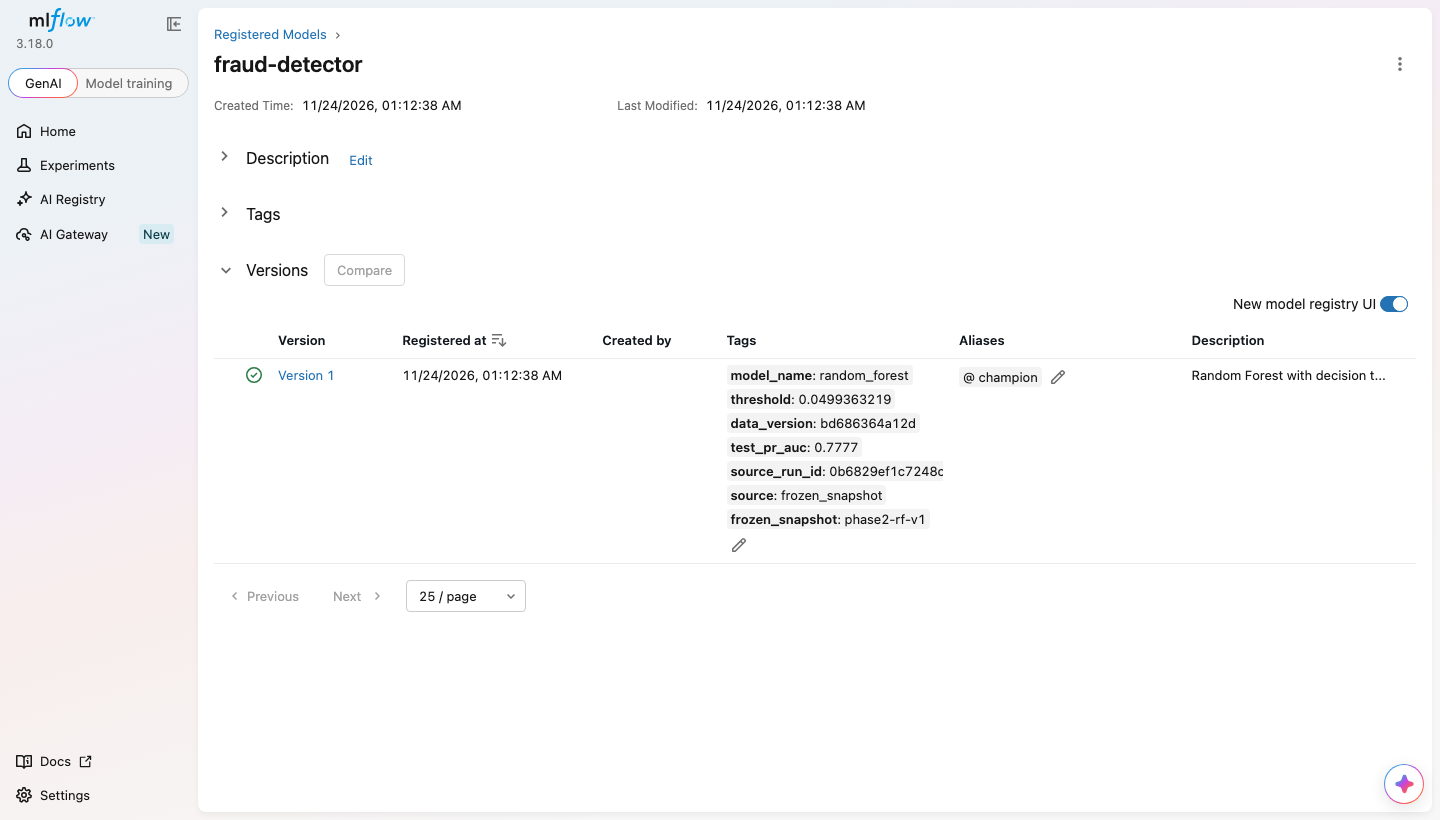 mlflow
3.18.0
GenAI Model training
Home
Experiments
AI Registry
AI Gateway New
Docs
Settings
Registered Models ›
fraud-detector
Created Time: 11/24/2026, 01:12:38 AM Last Modified: 11/24/2026, 01:12:38 AM
Description Edit
Tags
Versions Compare
New model registry UI
Version Registered at Created by Tags Aliases Description
Version 1 11/24/2026, 01:12:38 AM model_name: random_forest @ champion Random Forest with decision t...
threshold: 0.0499363219
data_version: bd686364a12d
test_pr_auc: 0.7777
source_run_id: 0b6829ef1c7248c
source: frozen_snapshot
frozen_snapshot: phase2-rf-v1
Previous Next 25 / page